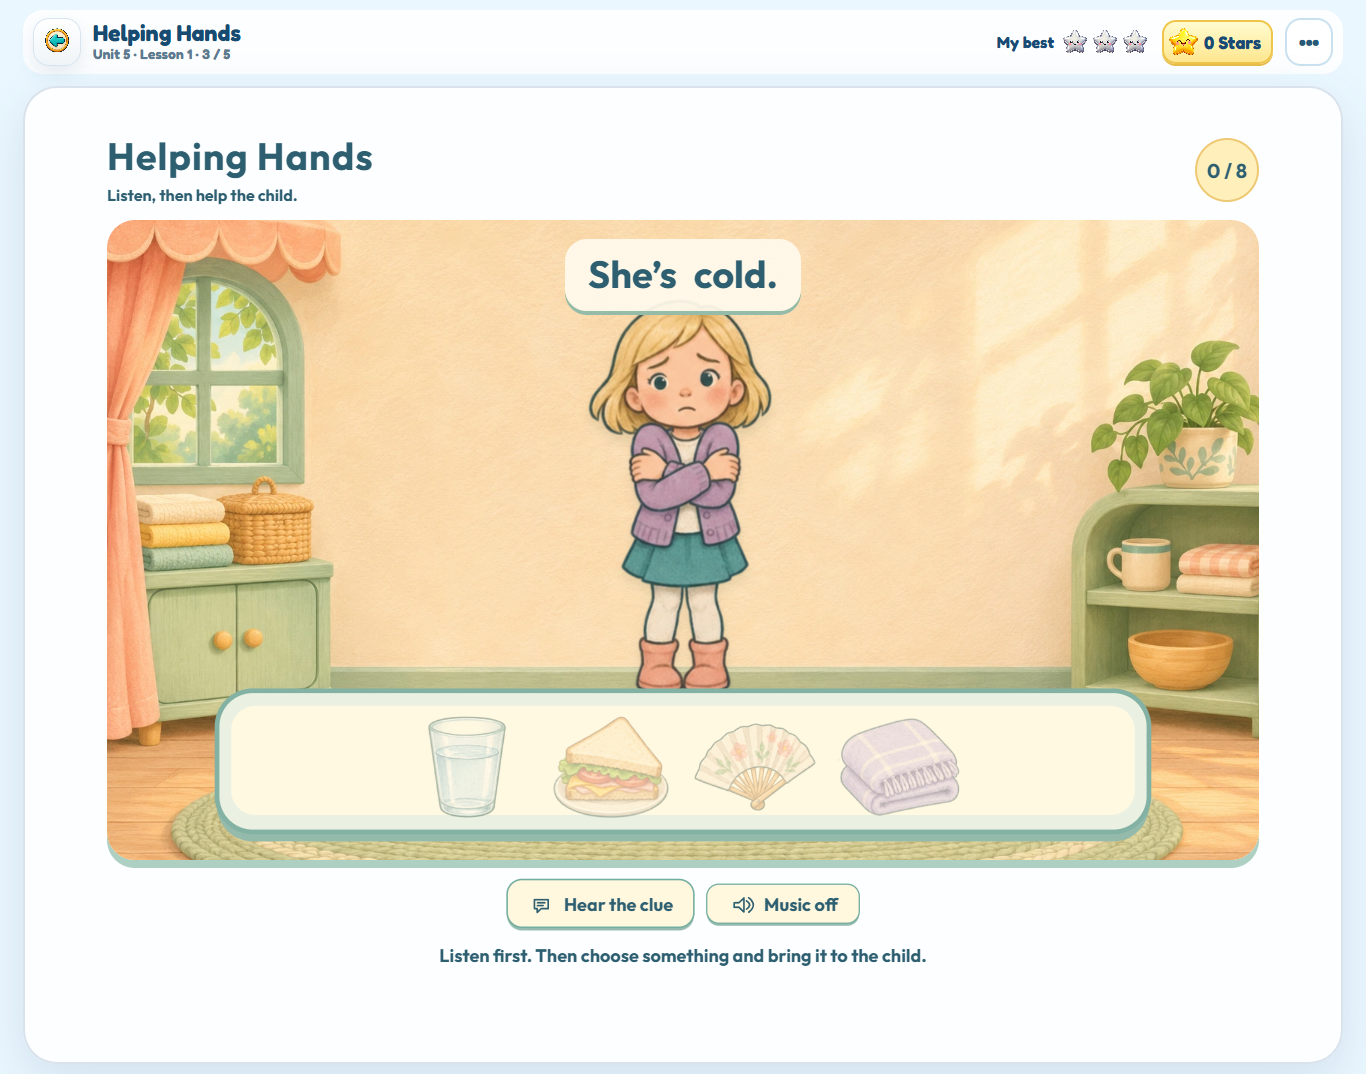 Helping Hands
Unit 5 · Lesson 1 · 3 / 5
My best
0 Stars
Helping Hands
Listen, then help the child.
0 / 8
She’s cold.
Hear the clue
Music off
Listen first. Then choose something and bring it to the child.